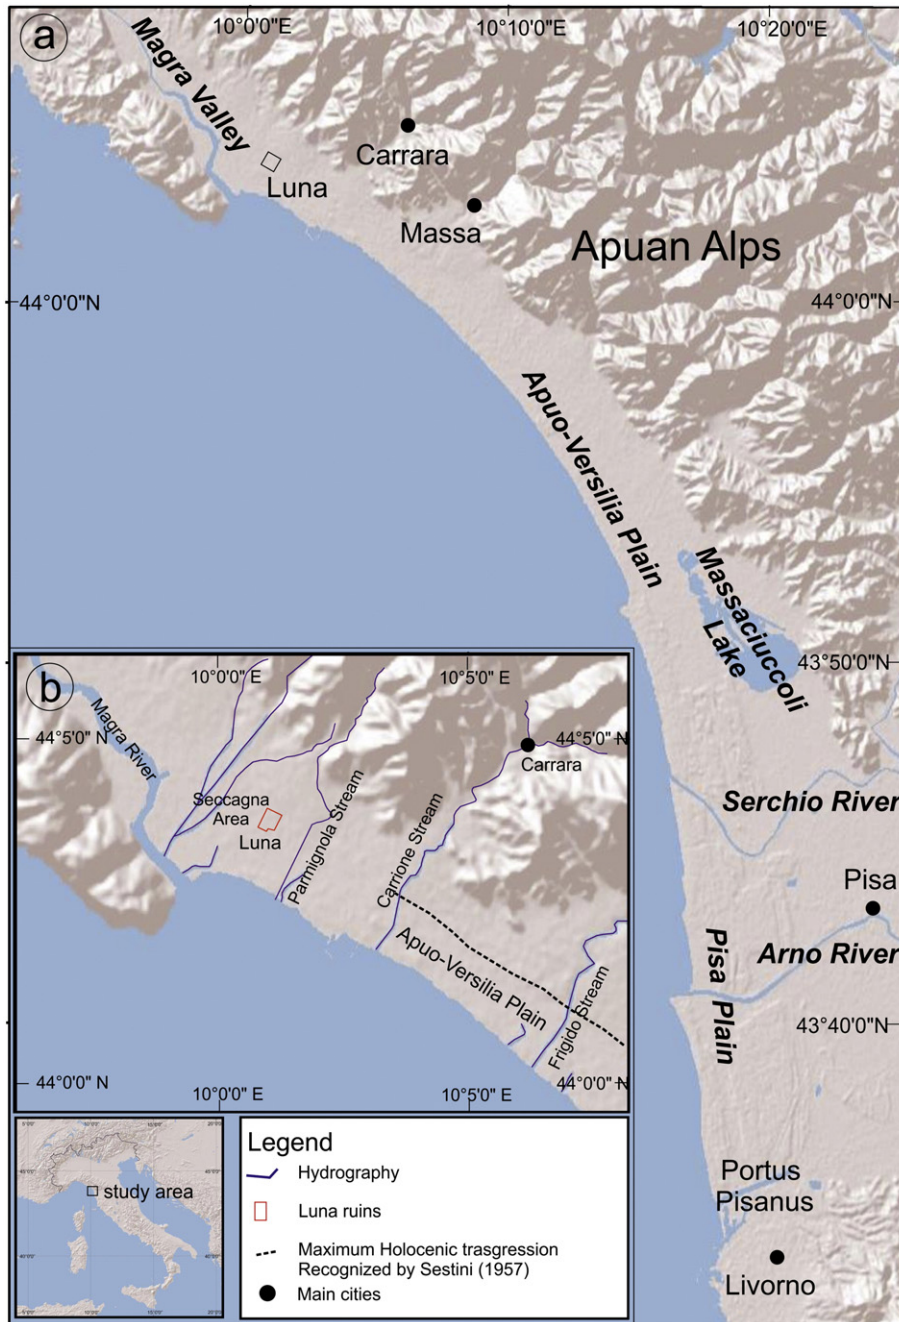 a
10°0'0"E
10°10'0"E
10°20'0"E
Magra Valley
Carrara
Luna
Massa
Apuan Alps
44°0'0"N
44°0'0"N
Apuo-Versilia Plain
Massaciuccoli
Lake
43°50'0"N
Serchio River
Pisa
Arno River
Pisa Plain
43°40'0"N
Portus
Pisanus
Livorno
b
10°0'0" E
10°5'0" E
Magra River
44°5'0" N
44°5'0" N
Carrara
Seccagna
Area
Luna
Parmignola Stream
Carrione Stream
Apuo-Versilia Plain
Frigido Stream
44°0'0" N
44°0'0" N
10°0'0" E
10°5'0" E
study area
Legend
Hydrography
Luna ruins
Maximum Holocenic trasgression
Recognized by Sestini (1957)
Main cities